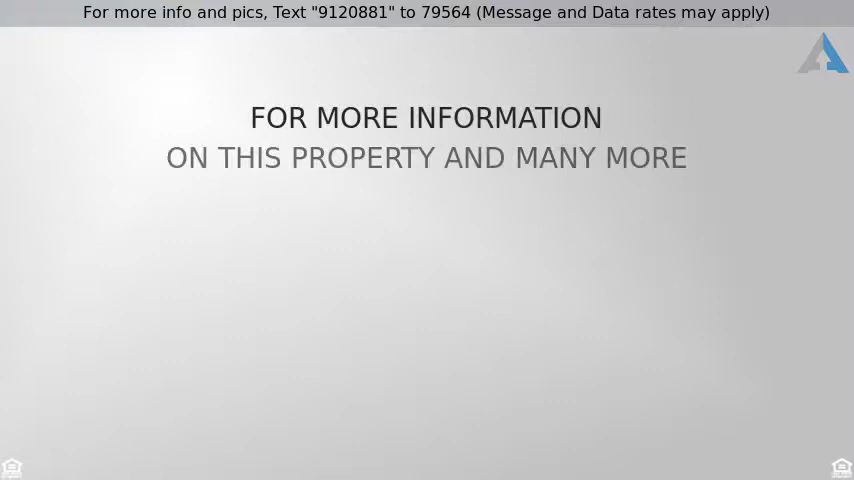 For more info and pics, Text "9120881" to 79564 (Message and Data rates may apply)
FOR MORE INFORMATION
ON THIS PROPERTY AND MANY MORE